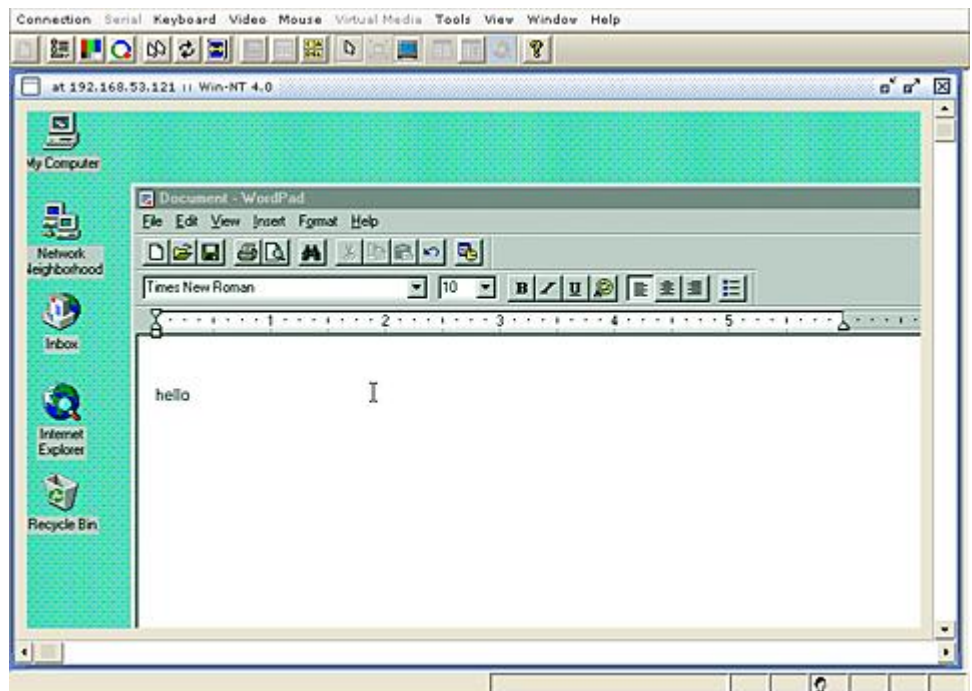 Connection Serial Keyboard Video Mouse Virtual Media Tools View Window Help
at 192.168.53.121 :: Win-NT 4.0
My Computer
Document - WordPad
File Edit View Insert Format Help
Network
Neighborhood
Times New Roman 10 B I U
1 2 3 4 5
Inbox
hello
Internet
Explorer
Recycle Bin